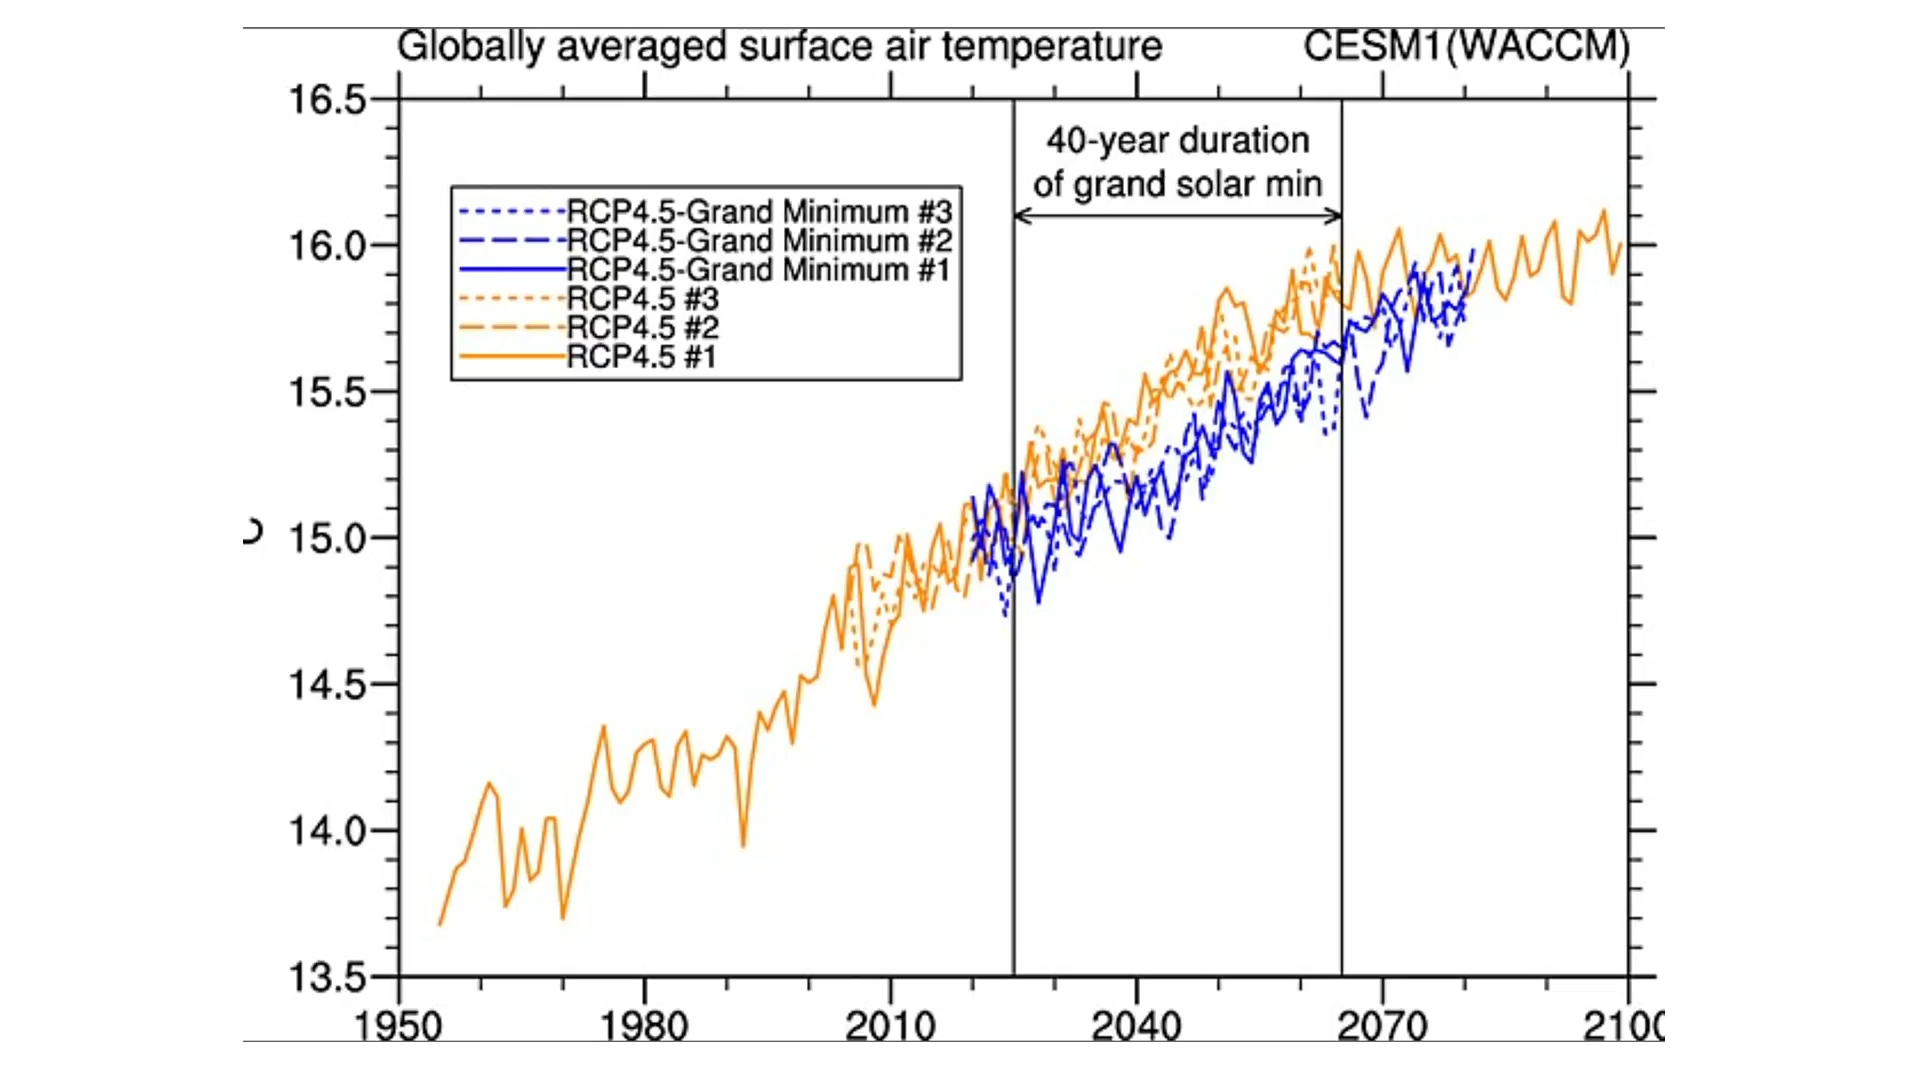 Globally averaged surface air temperature CESM1(WACCM)
16.5
16.0
15.5
15.0
14.5
14.0
13.5
C
40-year duration
of grand solar min
RCP4.5-Grand Minimum #3
RCP4.5-Grand Minimum #2
RCP4.5-Grand Minimum #1
RCP4.5 #3
RCP4.5 #2
RCP4.5 #1
1950 1980 2010 2040 2070 2100